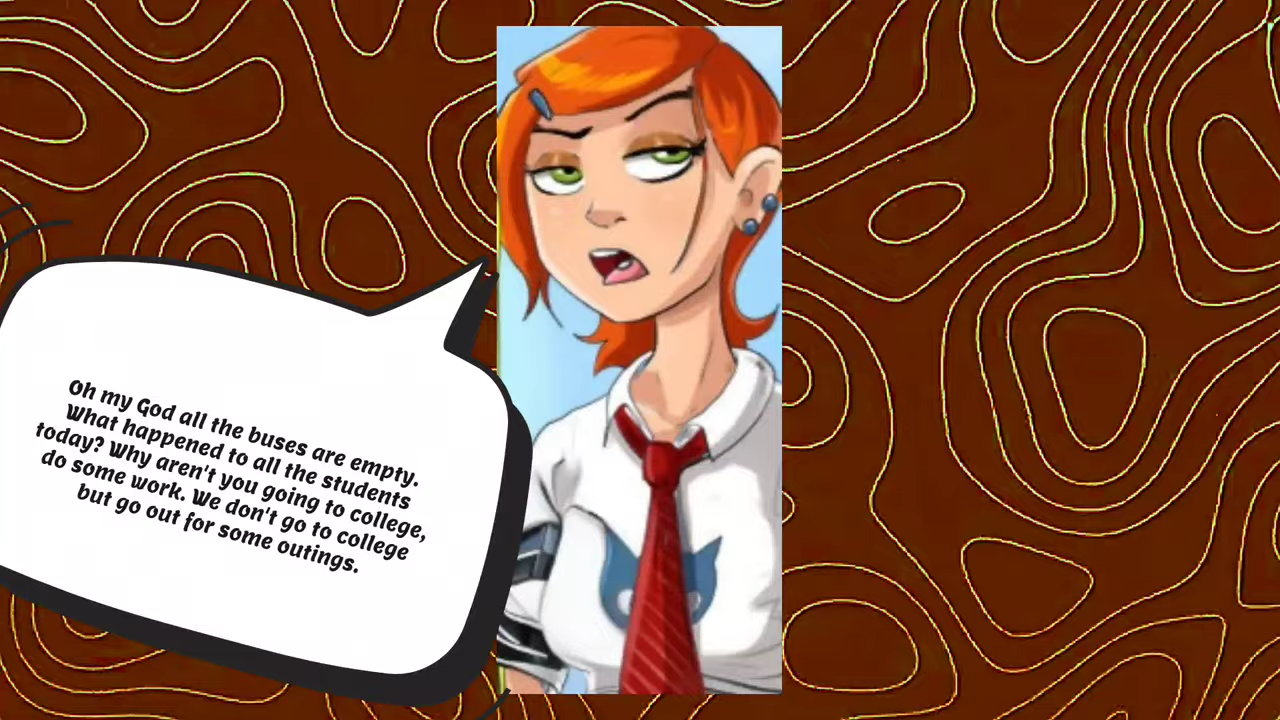 Oh my God all the buses are empty.
What happened to all the students
today? Why aren't you going to college,
do some work. We don't go to college
but go out for some outings.